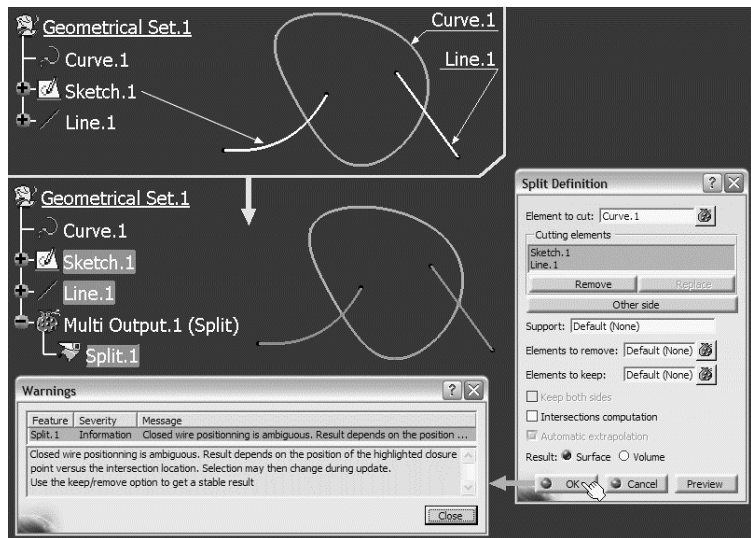 Geometrical Set.1
Curve.1
Sketch.1
Line.1
Curve.1
Line.1
Geometrical Set.1
Curve.1
Sketch.1
Line.1
Multi Output.1 (Split)
Split.1
Split Definition
?
X
Element to cut: Curve.1
Cutting elements
Sketch.1
Line.1
Remove Replace
Other side
Support: Default (None)
Elements to remove: Default (None)
Elements to keep: Default (None)
Keep both sides
Intersections computation
Automatic extrapolation
Result: Surface Volume
OK Cancel Preview
Warnings
?
X
Feature Severity Message
Split.1 Information Closed wire positionning is ambiguous. Result depends on the position ...
Closed wire positionning is ambiguous. Result depends on the position of the highlighted closure
point versus the intersection location. Selection may then change during update.
Use the keep/remove option to get a stable result
Close